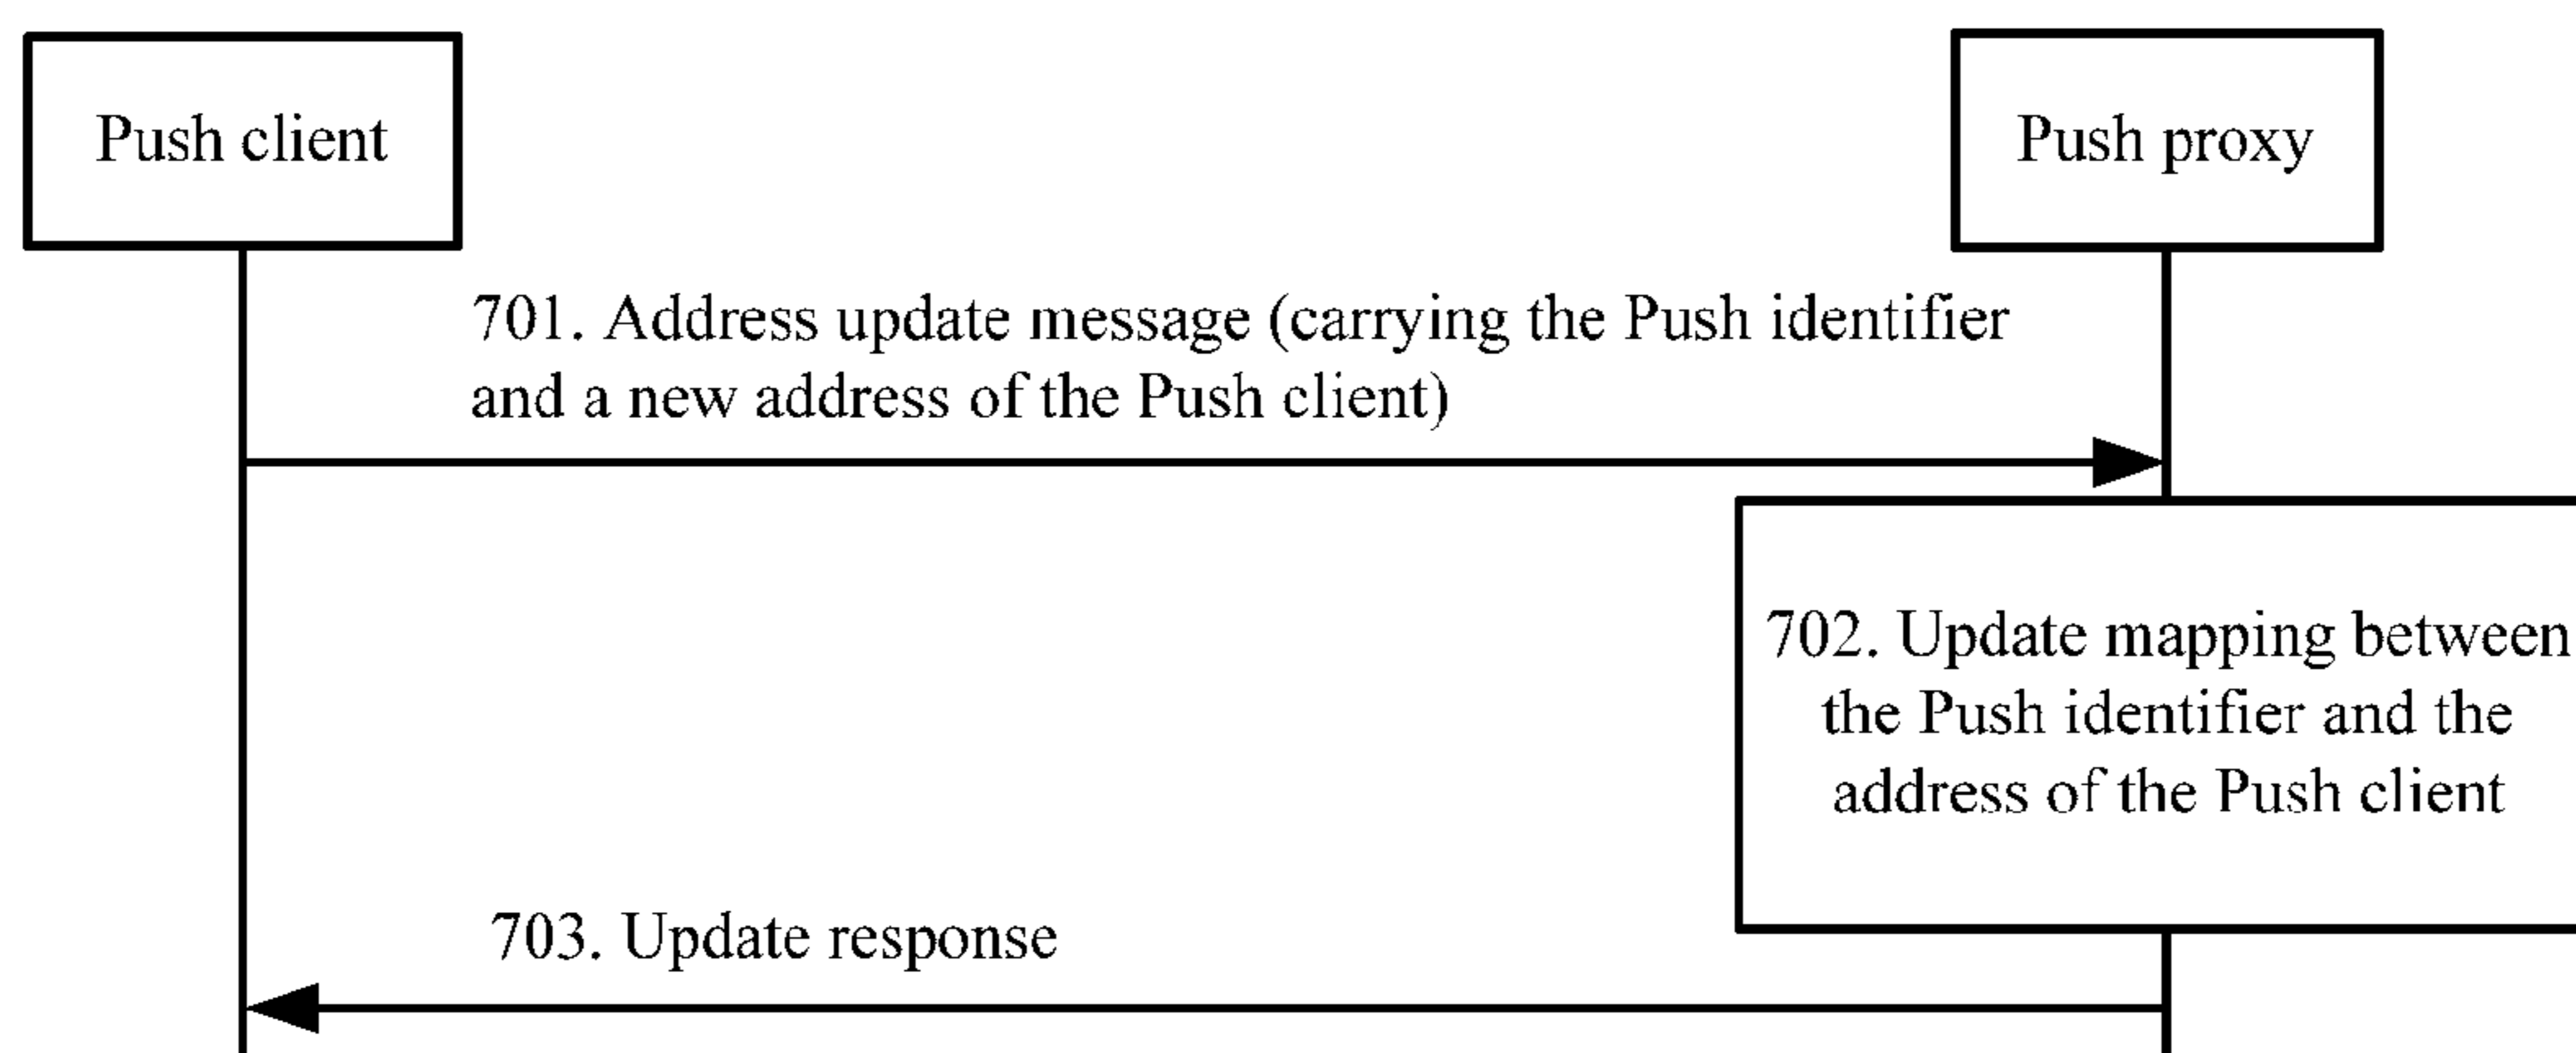 Push client
Push proxy
701. Address update message (carrying the Push identifier
and a new address of the Push client)
702. Update mapping between
the Push identifier and the
address of the Push client
703. Update response